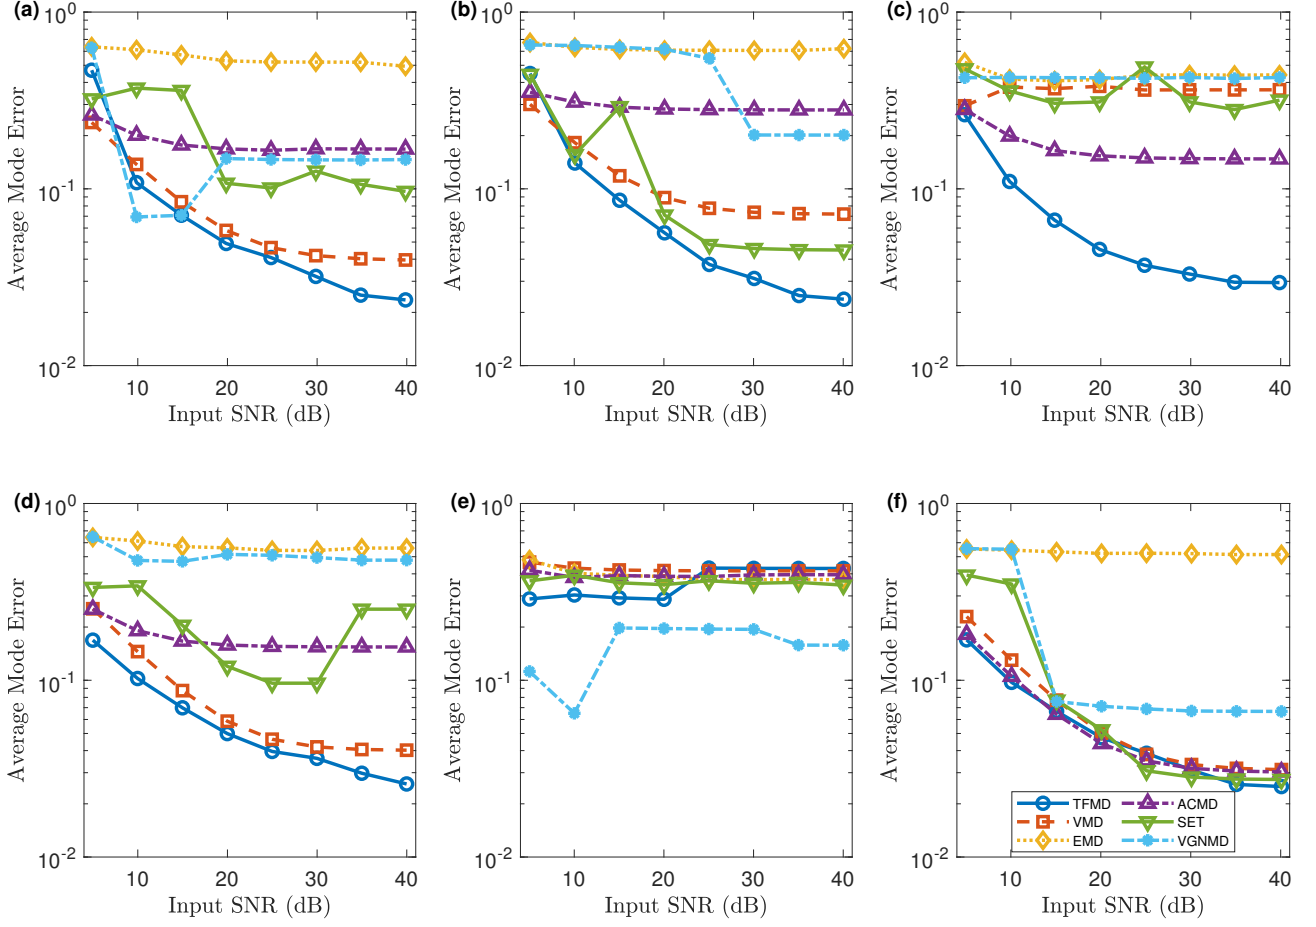 (a)
10^0
10^-1
10^-2
Average Mode Error
10 20 30 40
Input SNR (dB)
(b)
10^0
10^-1
10^-2
Average Mode Error
10 20 30 40
Input SNR (dB)
(c)
10^0
10^-1
10^-2
Average Mode Error
10 20 30 40
Input SNR (dB)
(d)
10^0
10^-1
10^-2
Average Mode Error
10 20 30 40
Input SNR (dB)
(e)
10^0
10^-1
10^-2
Average Mode Error
10 20 30 40
Input SNR (dB)
(f)
10^0
10^-1
10^-2
Average Mode Error
TFMD ACMD
VMD SET
EMD VGNMD
10 20 30 40
Input SNR (dB)